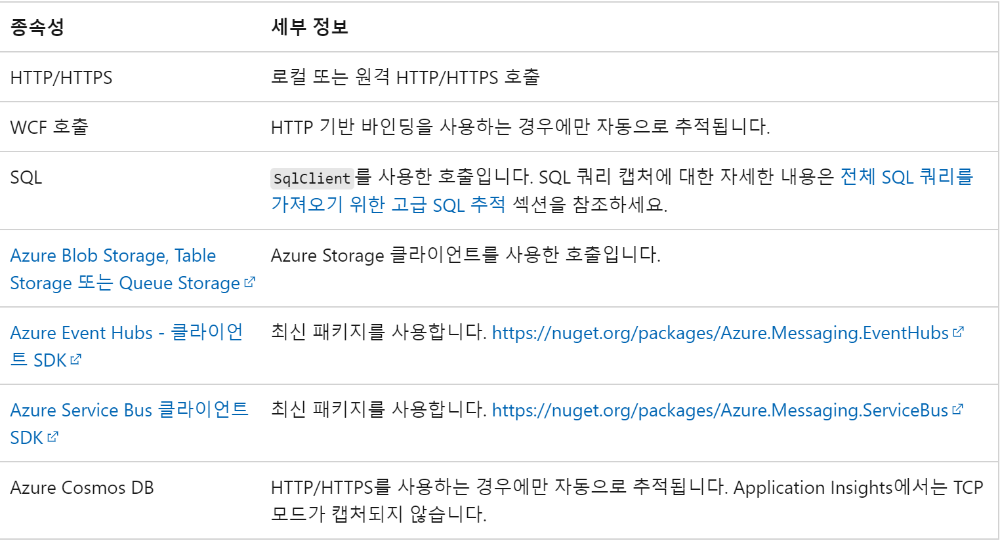 종속성 세부 정보
HTTP/HTTPS 로컬 또는 원격 HTTP/HTTPS 호출
WCF 호출 HTTP 기반 바인딩을 사용하는 경우에만 자동으로 추적됩니다.
SQL SqlClient를 사용한 호출입니다. SQL 쿼리 캡처에 대한 자세한 내용은 전체 SQL 쿼리를
가져오기 위한 고급 SQL 추적 섹션을 참조하세요.
Azure Blob Storage, Table Azure Storage 클라이언트를 사용한 호출입니다.
Storage 또는 Queue Storage
Azure Event Hubs - 클라이언 최신 패키지를 사용합니다. https://nuget.org/packages/Azure.Messaging.EventHubs
트 SDK
Azure Service Bus 클라이언트 최신 패키지를 사용합니다. https://nuget.org/packages/Azure.Messaging.ServiceBus
SDK
Azure Cosmos DB HTTP/HTTPS를 사용하는 경우에만 자동으로 추적됩니다. Application Insights에서는 TCP
모드가 캡처되지 않습니다.